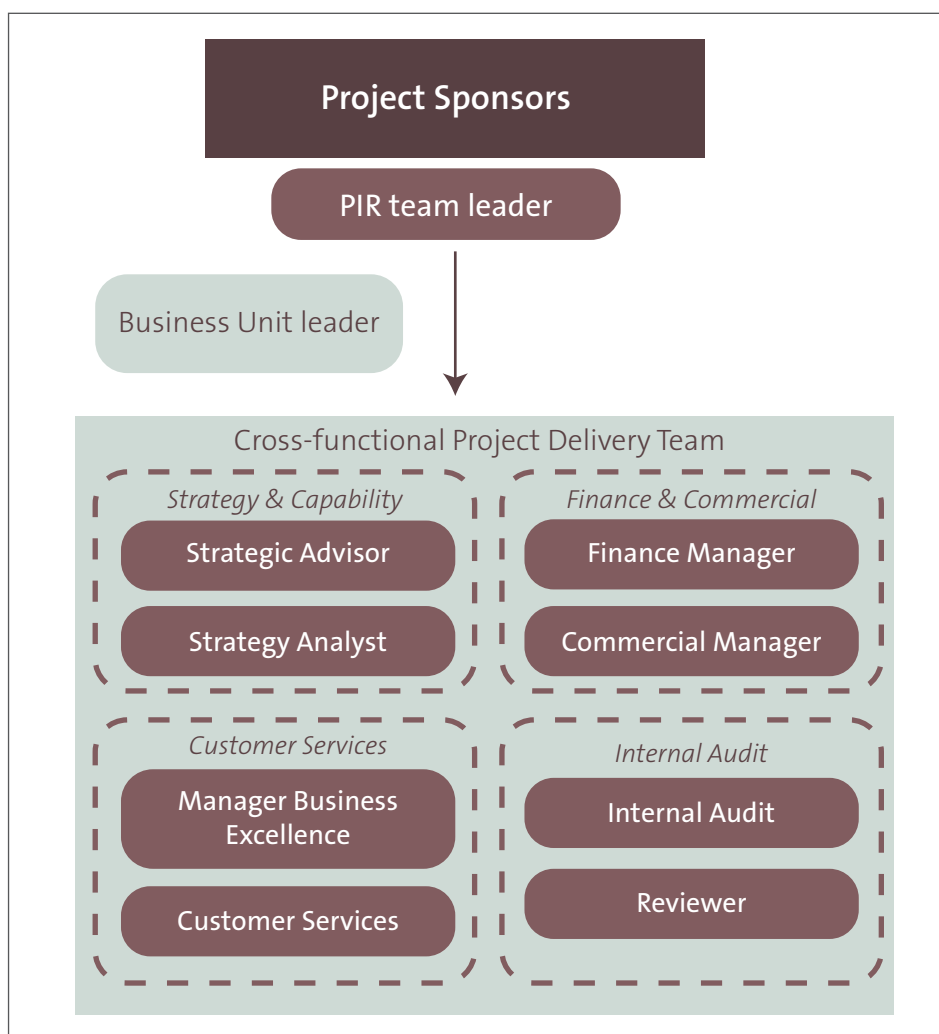 Project Sponsors
PIR team leader
Business Unit leader
Cross-functional Project Delivery Team
Strategy & Capability
Strategic Advisor
Strategy Analyst
Finance & Commercial
Finance Manager
Commercial Manager
Customer Services
Manager Business
Excellence
Customer Services
Internal Audit
Internal Audit
Reviewer